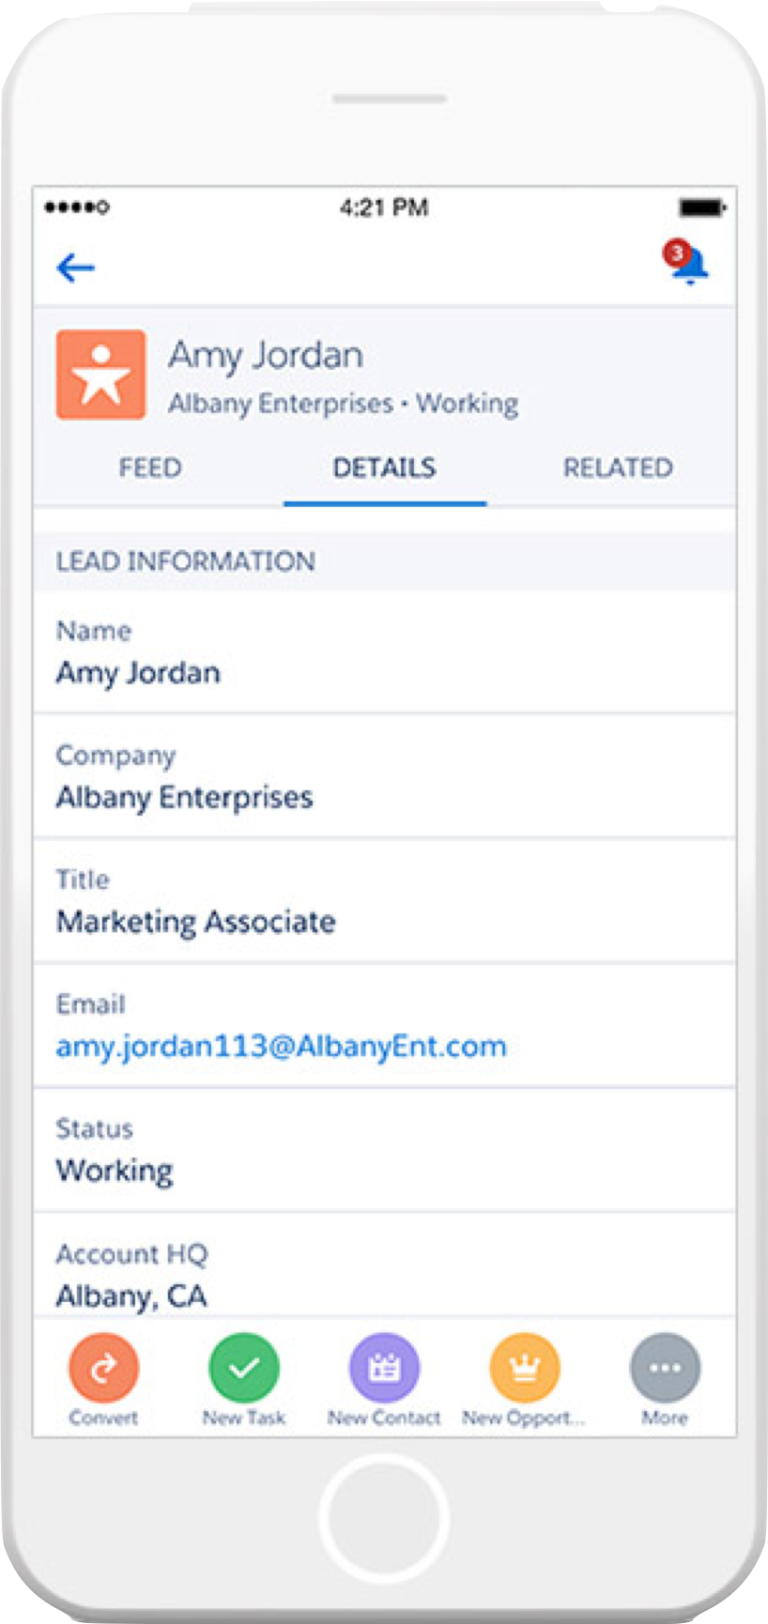 4:21 PM
3
Amy Jordan
Albany Enterprises • Working
FEED DETAILS RELATED
LEAD INFORMATION
Name
Amy Jordan
Company
Albany Enterprises
Title
Marketing Associate
Email
amy.jordan113@AlbanyEnt.com
Status
Working
Account HQ
Albany, CA
Convert New Task New Contact New Opport... More